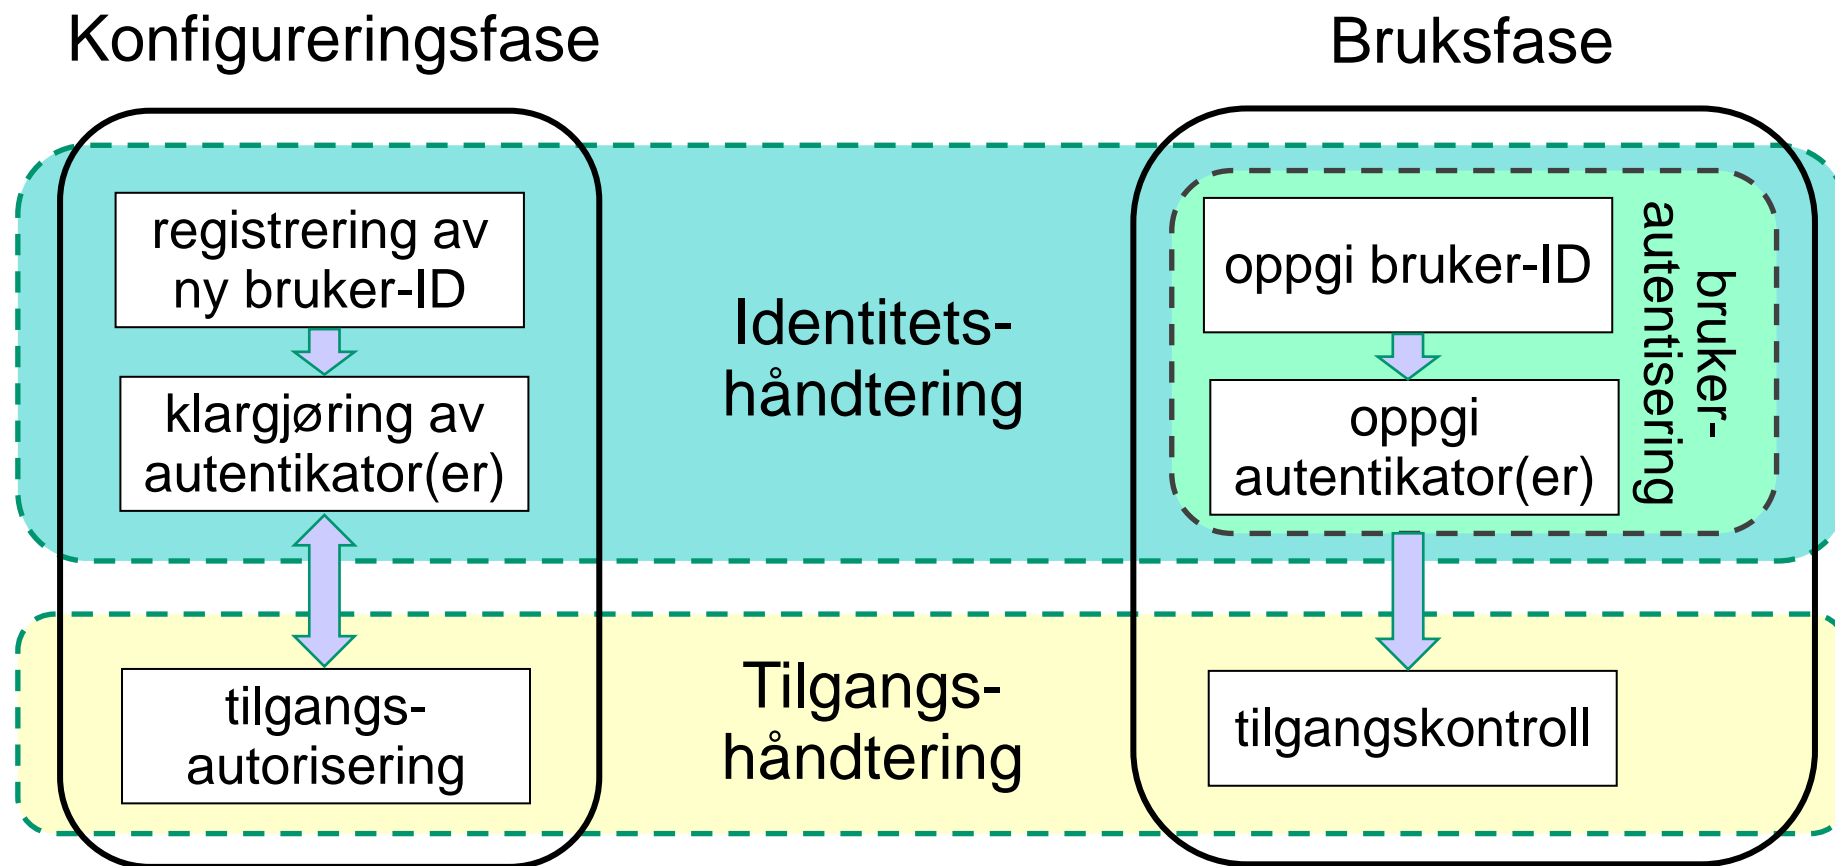 Konfigureringsfase
Bruksfase
registrering av
ny bruker-ID
klargjøring av
autentikator(er)
tilgangs-
autorisering
Identitets-
håndtering
Tilgangs-
håndtering
oppgi bruker-ID
oppgi
autentikator(er)
bruker-
autentisering
tilgangskontroll